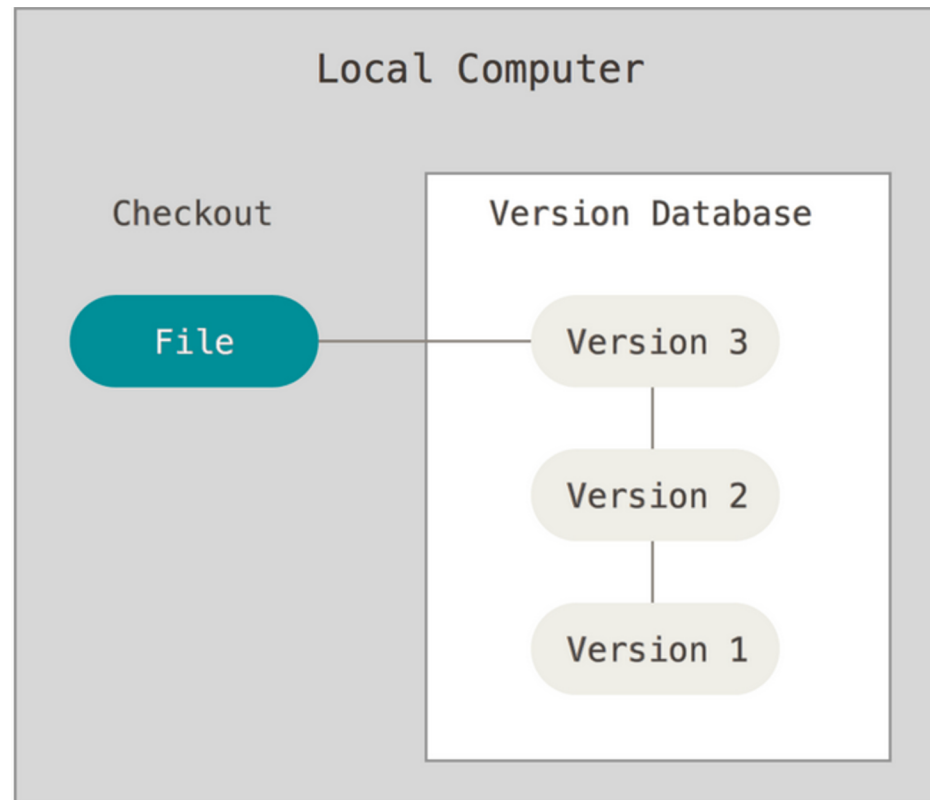 Local Computer
Checkout
Version Database
File
Version 3
Version 2
Version 1